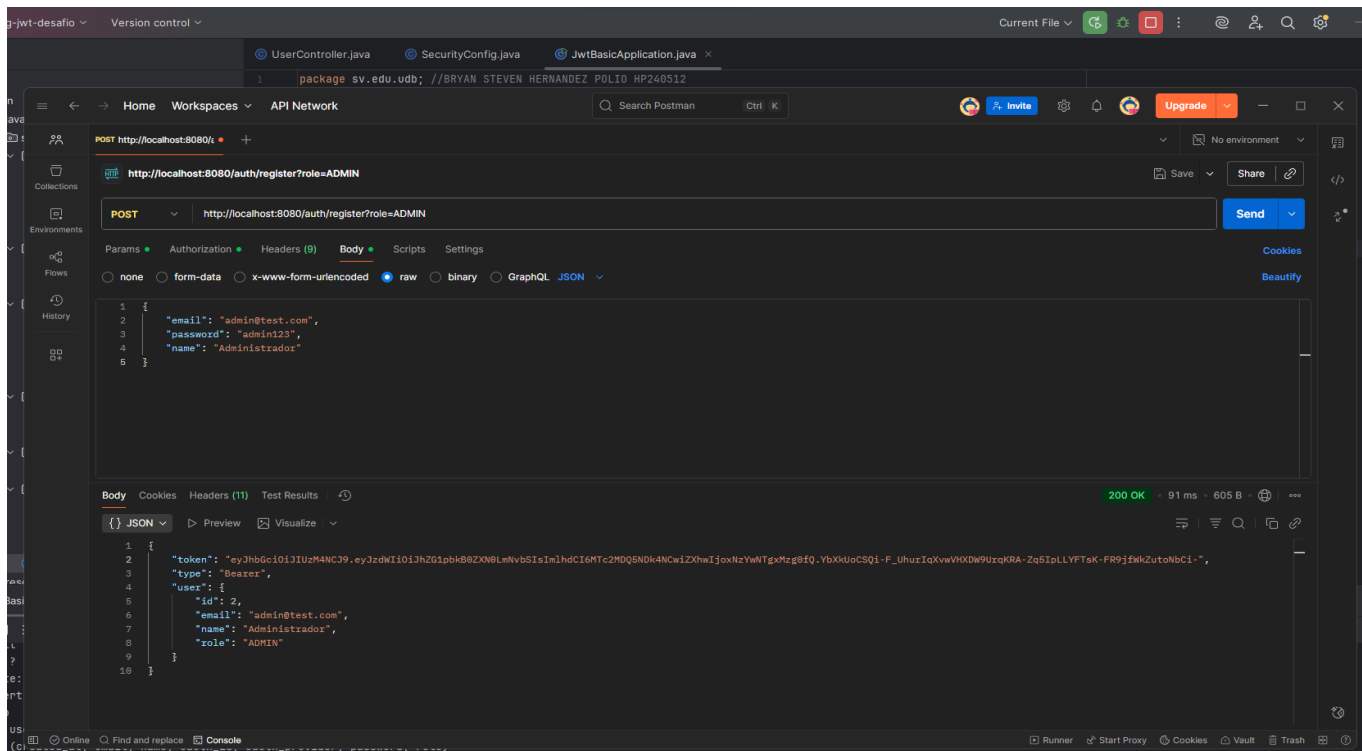 g-jwt-desafio Version control Current File
UserController.java SecurityConfig.java JwtBasicApplication.java
1 package sv.edu.udb; //BRYAN STEVEN HERNANDEZ POLIO HP240512
Home Workspaces API Network Search Postman Ctrl K Invite Upgrade
POST http://localhost:8080/ No environment
HTTP http://localhost:8080/auth/register?role=ADMIN Save Share
POST http://localhost:8080/auth/register?role=ADMIN Send
Params Authorization Headers (9) Body Scripts Settings Cookies
none form-data x-www-form-urlencoded raw binary GraphQL JSON Beautify
Collections
Environments
Flows
History
1 {
2 "email": "admin@test.com",
3 "password": "admin123",
4 "name": "Administrador"
5 }
Body Cookies Headers (11) Test Results 200 OK 91 ms 605 B
{} JSON Preview Visualize
1 {
2 "token": "eyJhbGciOiJIUzM4NCJ9.eyJzdWIiOiJhZG1pbkB0ZXN0LmNvbSIsImlhdCI6MTc2MDQ5NDk4NCwiZXhwIjoxNzYwNTgxMzg0fQ.YbXkUoCSQi-F_UhurIqXvwVHXDW9UrqKRA-Zq5IpLLYFTsK-FR9jfWkZutoNbCi-",
3 "type": "Bearer",
4 "user": {
5 "id": 2,
6 "email": "admin@test.com",
7 "name": "Administrador",
8 "role": "ADMIN"
9 }
10 }
Online Find and replace Console Runner Start Proxy Cookies Vault Trash